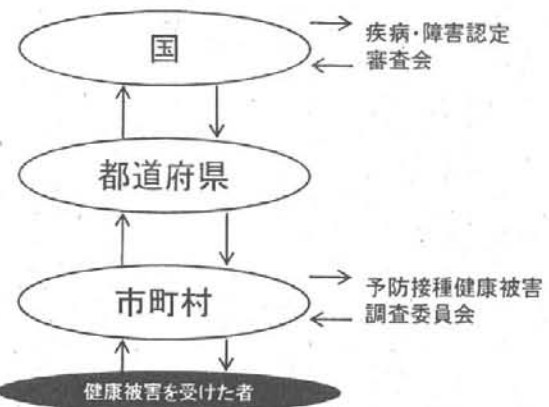 国
疾病・障害認定
審査会
都道府県
市町村
予防接種健康被害
調査委員会
健康被害を受けた者